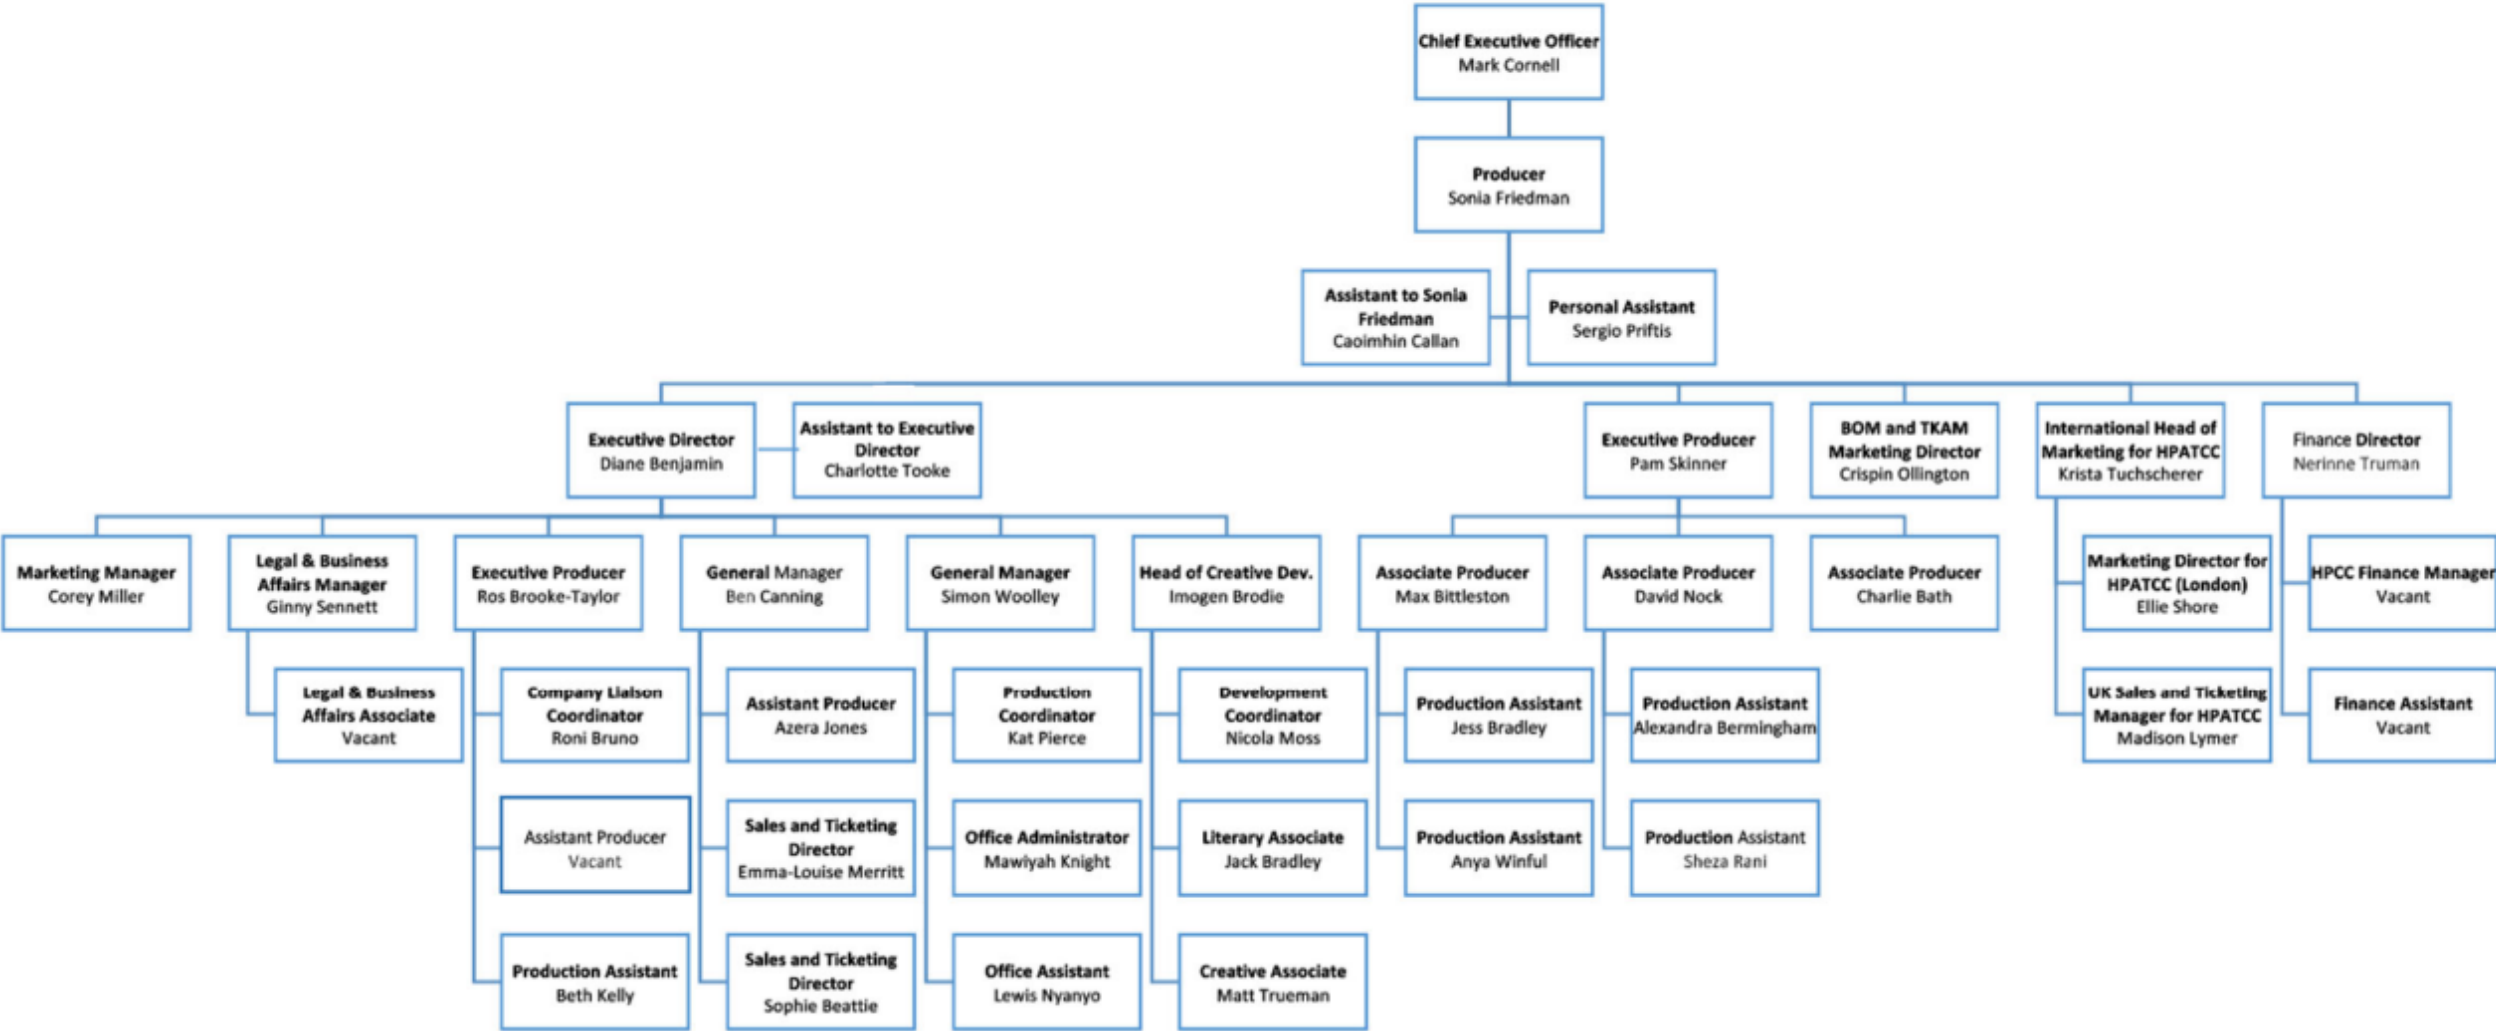 Chief Executive Officer
Mark Cornell
Producer
Sonia Friedman
Assistant to Sonia
Friedman
Caoimhin Callan
Personal Assistant
Sergio Priftis
Executive Director
Diane Benjamin
Assistant to Executive
Director
Charlotte Tooke
Executive Producer
Pam Skinner
BOM and TKAM
Marketing Director
Crispin Ollington
International Head of
Marketing for HPATCC
Krista Tuchscherer
Finance Director
Nerinne Truman
Marketing Manager
Corey Miller
Legal & Business
Affairs Manager
Ginny Sennett
Executive Producer
Ros Brooke-Taylor
General Manager
Ben Canning
General Manager
Simon Woolley
Head of Creative Dev.
Imogen Brodie
Associate Producer
Max Bittleston
Associate Producer
David Nock
Associate Producer
Charlie Bath
Marketing Director for
HPATCC (London)
Ellie Shore
HPCC Finance Manager
Vacant
Legal & Business
Affairs Associate
Vacant
Company Liaison
Coordinator
Roni Bruno
Assistant Producer
Azera Jones
Production
Coordinator
Kat Pierce
Development
Coordinator
Nicola Moss
Production Assistant
Jess Bradley
Production Assistant
Alexandra Bermingham
UK Sales and Ticketing
Manager for HPATCC
Madison Lymer
Finance Assistant
Vacant
Assistant Producer
Vacant
Sales and Ticketing
Director
Emma-Louise Merritt
Office Administrator
Mawiyah Knight
Literary Associate
Jack Bradley
Production Assistant
Anya Winful
Production Assistant
Sheza Rani
Production Assistant
Beth Kelly
Sales and Ticketing
Director
Sophie Beattie
Office Assistant
Lewis Nyanyo
Creative Associate
Matt Trueman